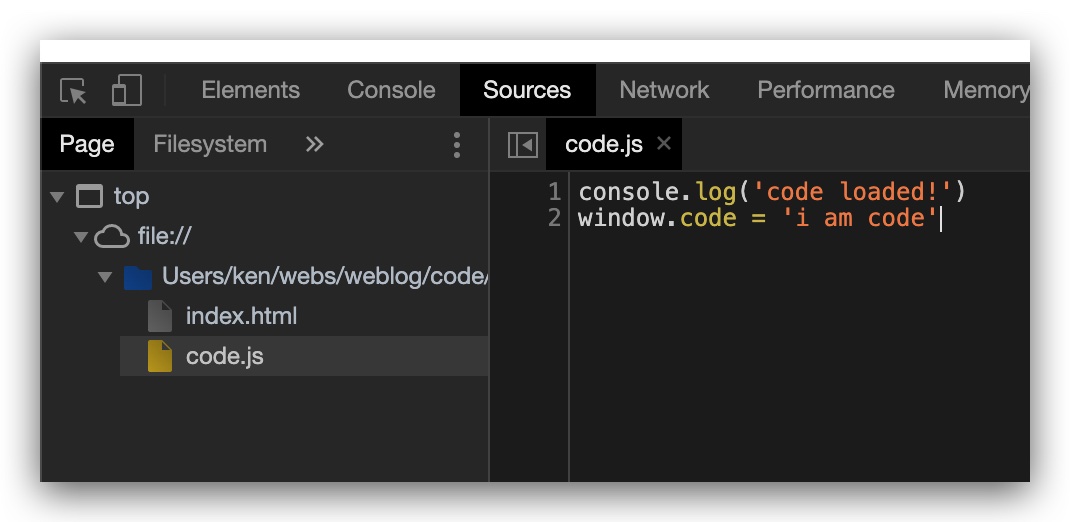 Elements Console Sources Network Performance Memory
Page Filesystem » code.js ×
top
file://
Users/ken/webs/weblog/code/
index.html
code.js
1 console.log('code loaded!')
2 window.code = 'i am code'